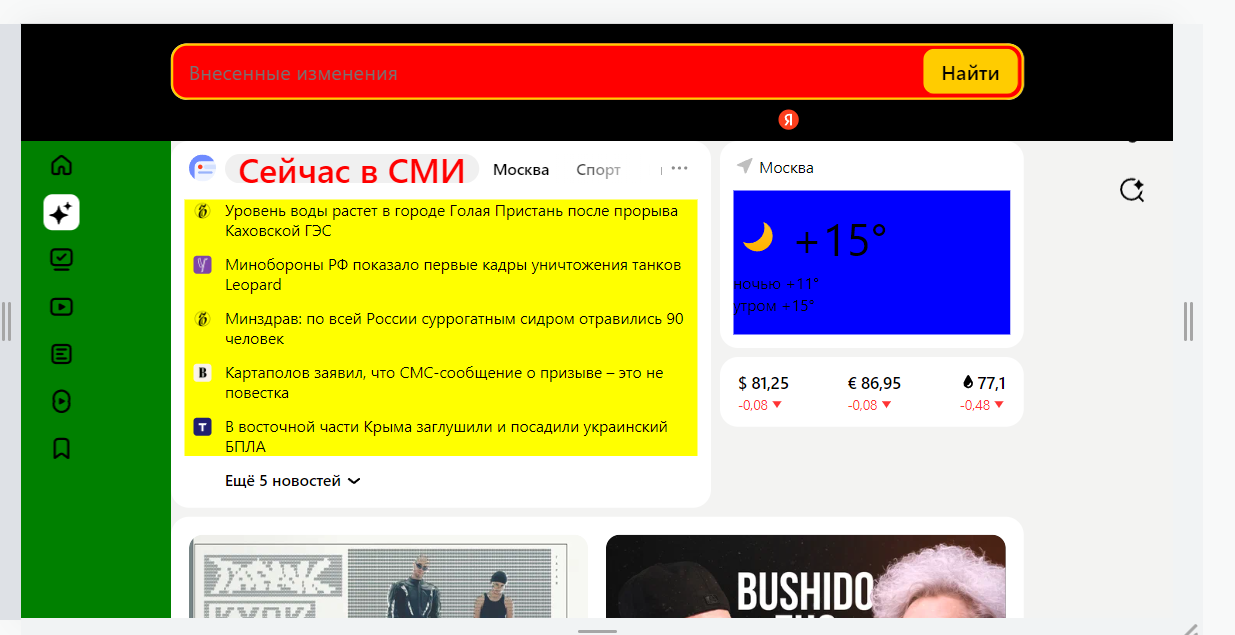 Внесенные изменения
Найти
Я
Сейчас в СМИ Москва Спорт
Уровень воды растет в городе Голая Пристань после прорыва
Каховской ГЭС
Минобороны РФ показало первые кадры уничтожения танков
Leopard
Минздрав: по всей России суррогатным сидром отравились 90
человек
В
Картаполов заявил, что СМС-сообщение о призыве – это не
повестка
Т
В восточной части Крыма заглушили и посадили украинский
БПЛА
Ещё 5 новостей
Москва
+15°
ночью +11°
утром +15°
$ 81,25 € 86,95 77,1
-0,08 -0,08 -0,48
BUSHIDO